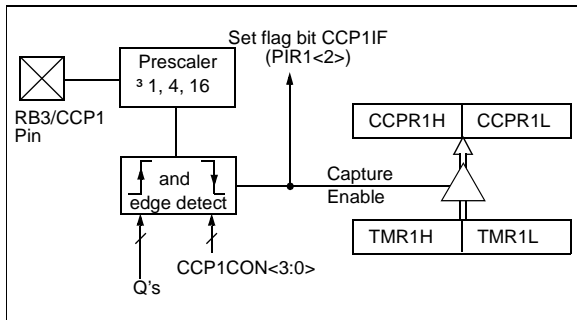 Set flag bit CCP1IF
(PIR1<2>)
Prescaler
³ 1, 4, 16
RB3/CCP1
Pin
CCPR1H CCPR1L
and
edge detect
Capture
Enable
TMR1H TMR1L
CCP1CON<3:0>
Q's